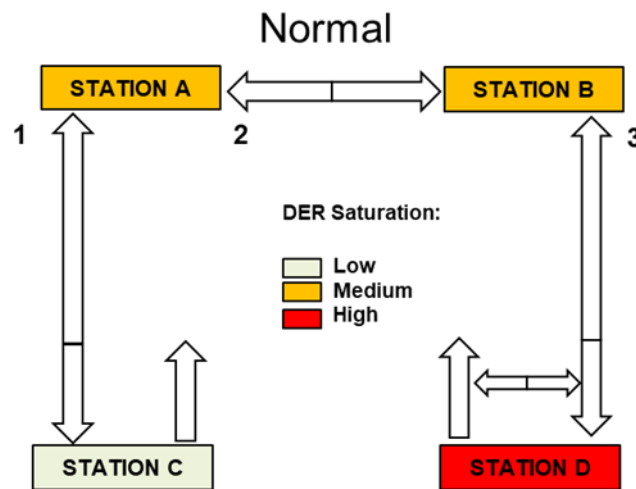 Normal
STATION A
STATION B
1
2
3
DER Saturation:
Low
Medium
High
STATION C
STATION D